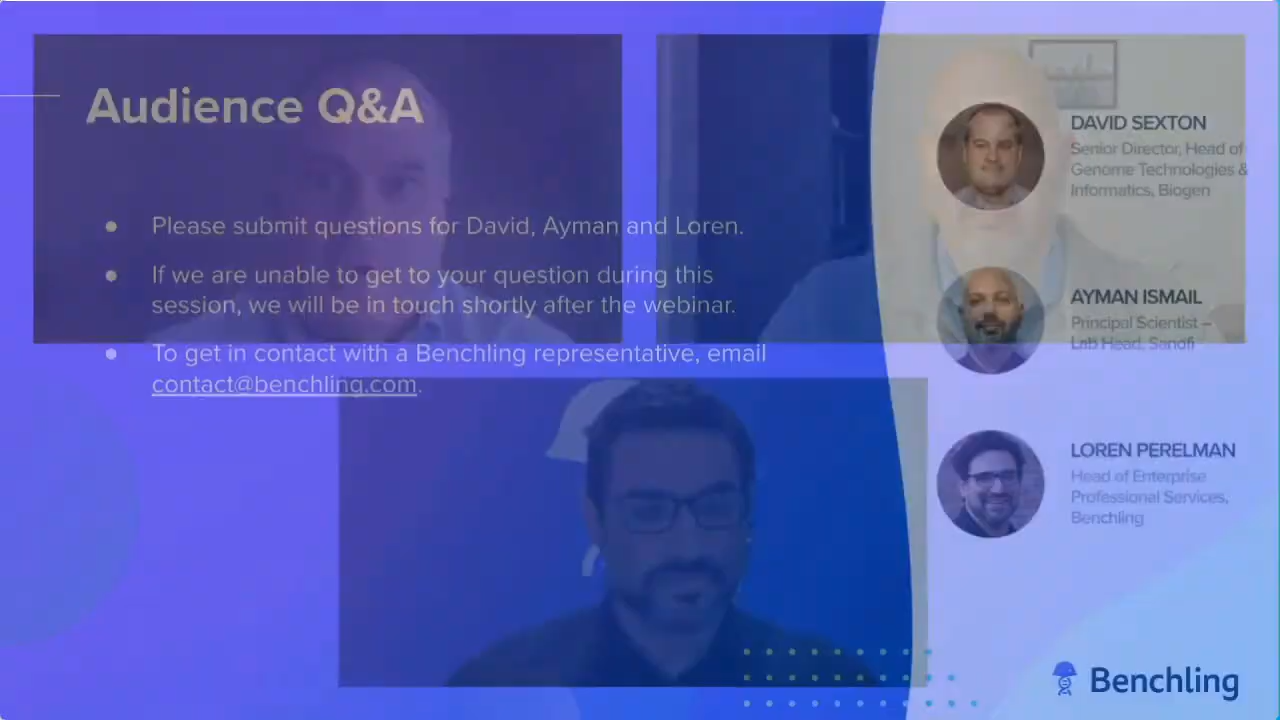 Audience Q&A
Please submit questions for David, Ayman and Loren.
If we are unable to get to your question during this
session, we will be in touch shortly after the webinar.
To get in contact with a Benchling representative, email
contact@benchling.com.
DAVID SEXTON
Senior Director, Head of
Genome Technologies &
Informatics, Biogen
AYMAN ISMAIL
Principal Scientist –
Lab Head, Sanofi
LOREN PERELMAN
Head of Enterprise
Professional Services,
Benchling
Benchling